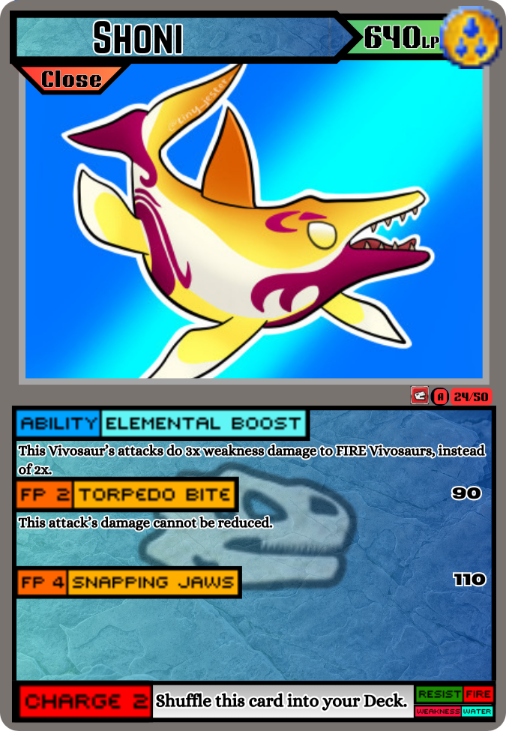 Shoni
640LP
Close
@tiny_jester
A 24/50
ABILITY ELEMENTAL BOOST
This Vivosaur's attacks do 3x weakness damage to FIRE Vivosaurs, instead
of 2x.
FP 2 TORPEDO BITE 90
This attack's damage cannot be reduced.
FP 4 SNAPPING JAWS 110
CHARGE 2 Shuffle this card into your Deck.
RESIST FIRE
WEAKNESS WATER